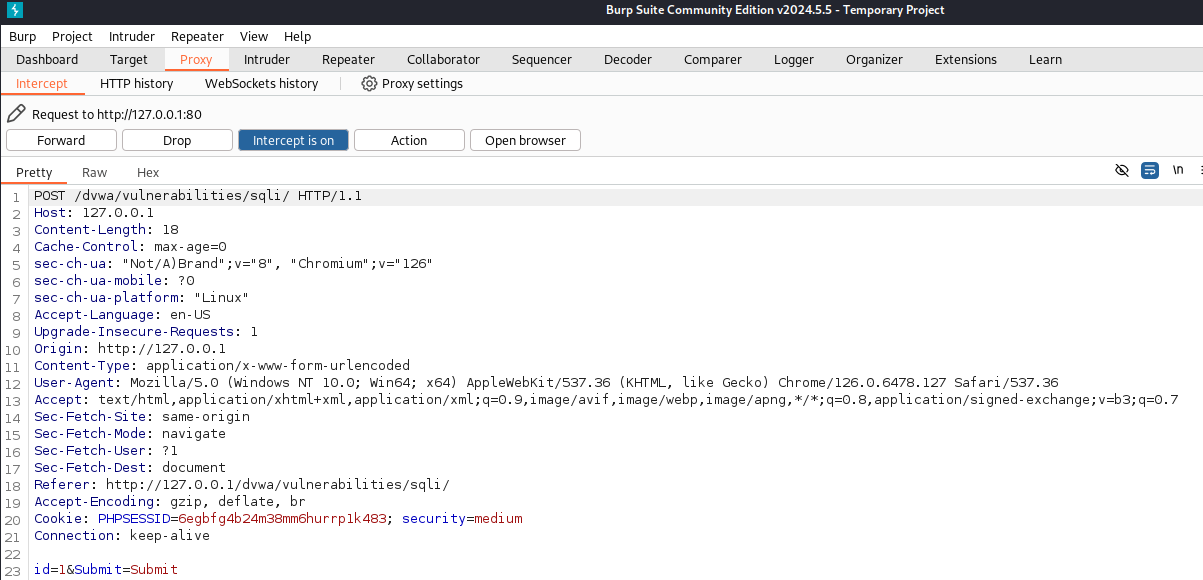 Burp Suite Community Edition v2024.5.5 - Temporary Project
Burp Project Intruder Repeater View Help
Dashboard Target Proxy Intruder Repeater Collaborator Sequencer Decoder Comparer Logger Organizer Extensions Learn
Intercept HTTP history WebSockets history Proxy settings
Request to http://127.0.0.1:80
Forward Drop Intercept is on Action Open browser
Pretty Raw Hex \n
1 POST /dvwa/vulnerabilities/sqli/ HTTP/1.1
2 Host: 127.0.0.1
3 Content-Length: 18
4 Cache-Control: max-age=0
5 sec-ch-ua: "Not/A)Brand";v="8", "Chromium";v="126"
6 sec-ch-ua-mobile: ?0
7 sec-ch-ua-platform: "Linux"
8 Accept-Language: en-US
9 Upgrade-Insecure-Requests: 1
10 Origin: http://127.0.0.1
11 Content-Type: application/x-www-form-urlencoded
12 User-Agent: Mozilla/5.0 (Windows NT 10.0; Win64; x64) AppleWebKit/537.36 (KHTML, like Gecko) Chrome/126.0.6478.127 Safari/537.36
13 Accept: text/html,application/xhtml+xml,application/xml;q=0.9,image/avif,image/webp,image/apng,*/*;q=0.8,application/signed-exchange;v=b3;q=0.7
14 Sec-Fetch-Site: same-origin
15 Sec-Fetch-Mode: navigate
16 Sec-Fetch-User: ?1
17 Sec-Fetch-Dest: document
18 Referer: http://127.0.0.1/dvwa/vulnerabilities/sqli/
19 Accept-Encoding: gzip, deflate, br
20 Cookie: PHPSESSID=6egbfg4b24m38mm6hurrp1k483; security=medium
21 Connection: keep-alive
22
23 id=1&Submit=Submit